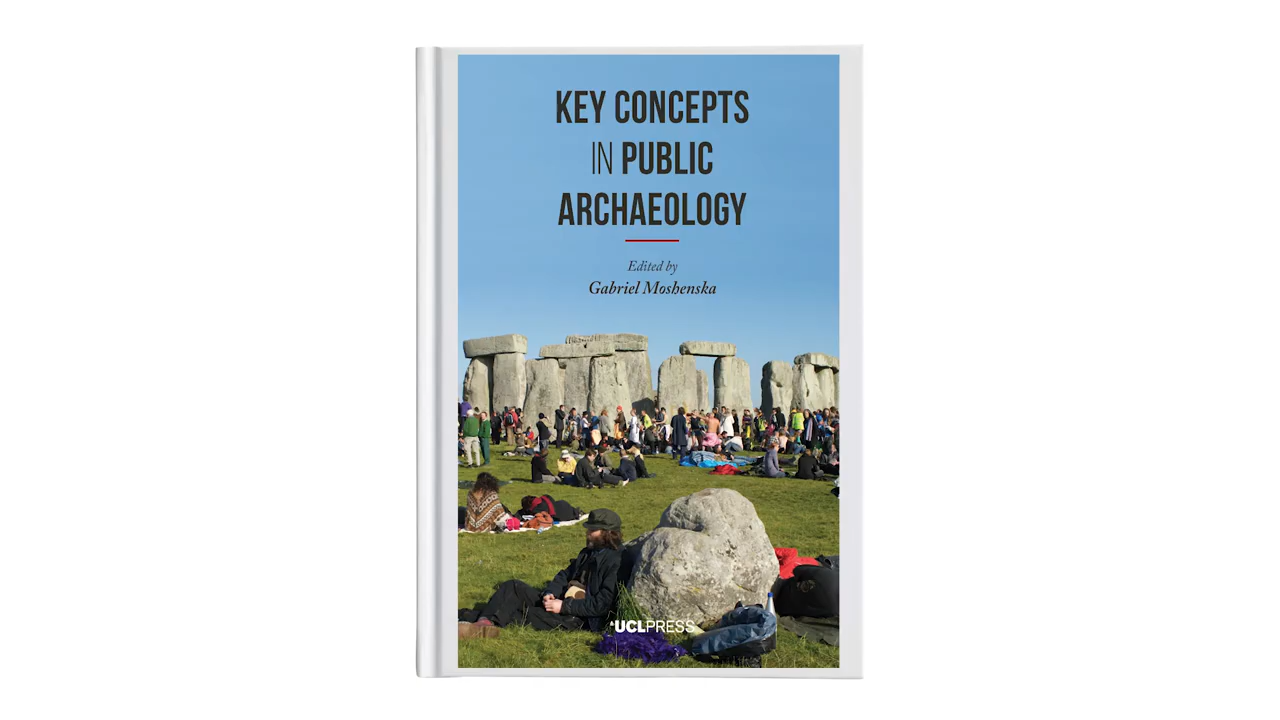 KEY CONCEPTS
IN PUBLIC
ARCHAEOLOGY
Edited by
Gabriel Moshenska
UCLPRESS